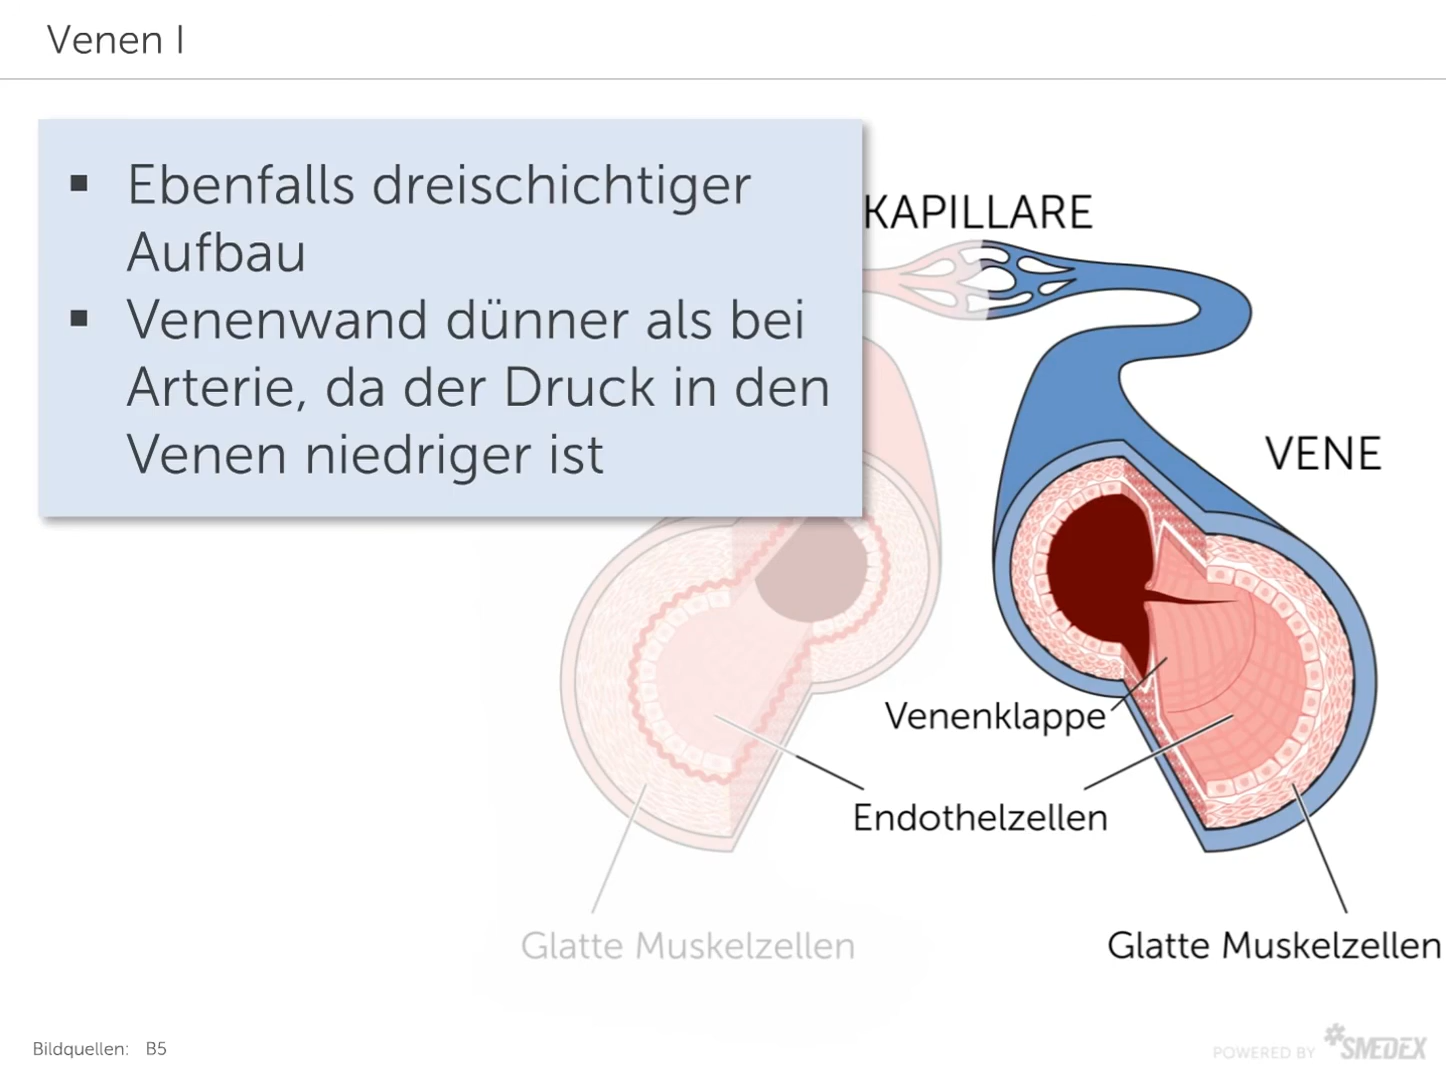 Venen I
▪ Ebenfalls dreischichtiger
Aufbau
▪ Venenwand dünner als bei
Arterie, da der Druck in den
Venen niedriger ist
KAPILLARE
VENE
Venenklappe
Endothelzellen
Glatte Muskelzellen
Glatte Muskelzellen
Bildquellen: B5
POWERED BY SMEDEX